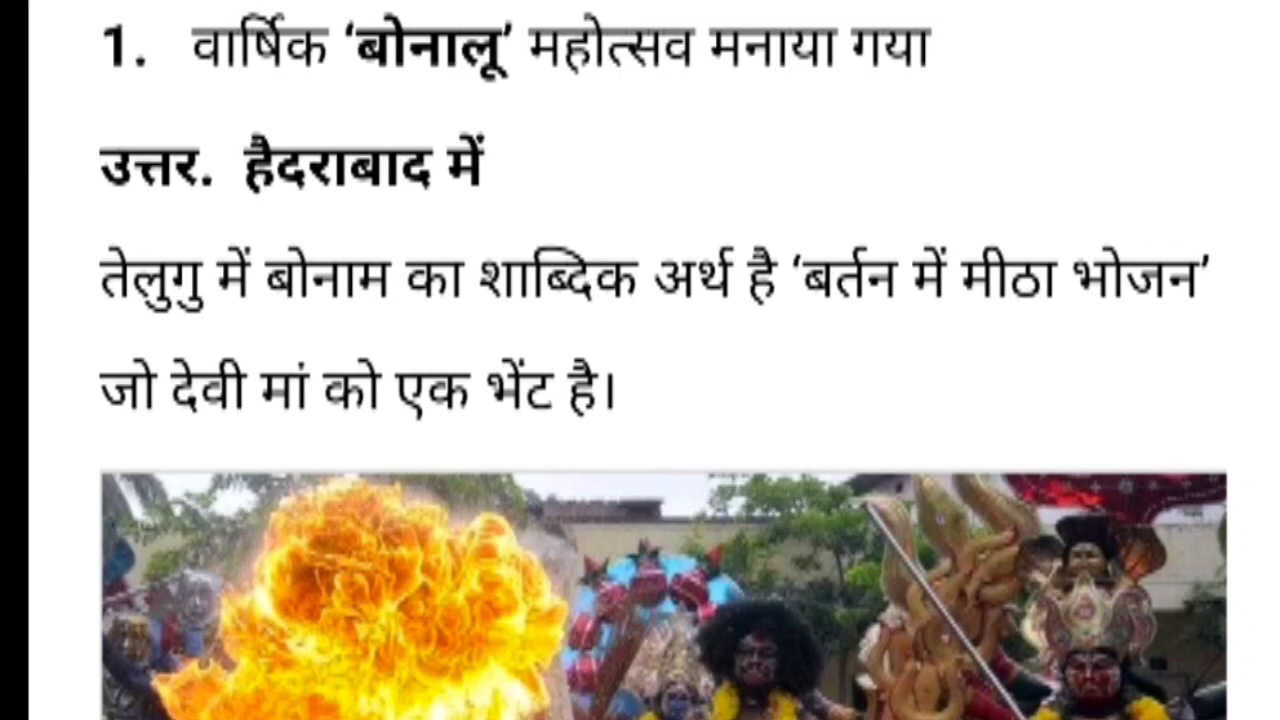 1. वार्षिक ‘बोनालू’ महोत्सव मनाया गया
उत्तर. हैदराबाद में
तेलुगु में बोनाम का शाब्दिक अर्थ है ‘बर्तन में मीठा भोजन’
जो देवी मां को एक भेंट है।